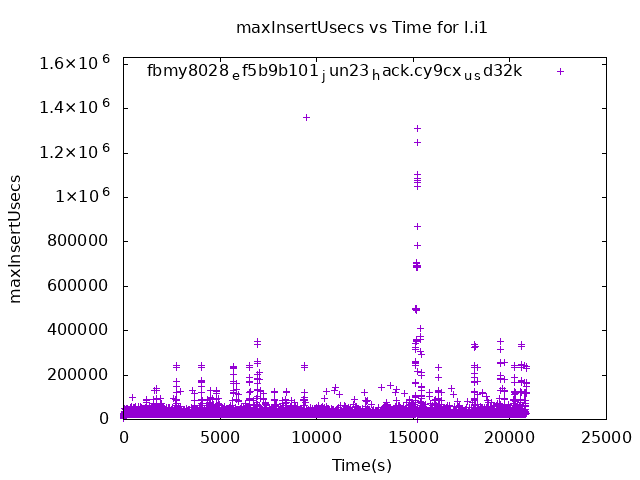 maxInsertUsecs vs Time for l.i1
1.6×10^6
fbmy8028_ef5b9b101_jun23_hack.cy9cx_us_d32k
1.4×10^6
1.2×10^6
1×10^6
800000
600000
400000
200000
0
maxInsertUsecs
0 5000 10000 15000 20000 25000
Time(s)